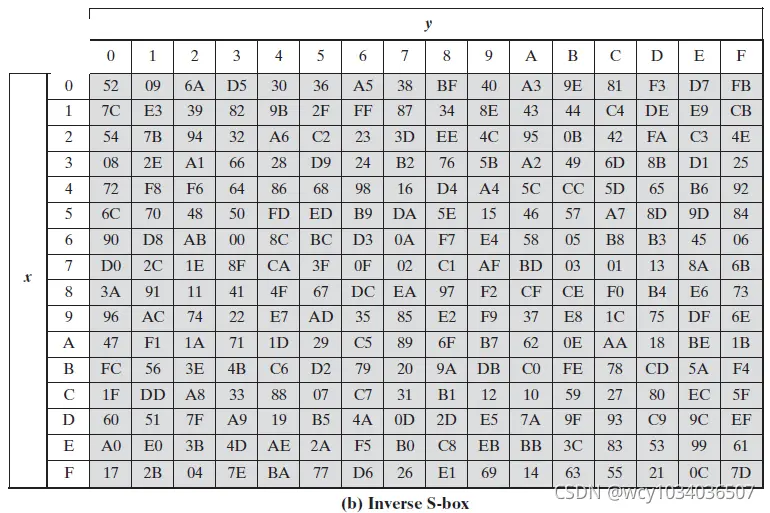 y
0 1 2 3 4 5 6 7 8 9 A B C D E F
0 52 09 6A D5 30 36 A5 38 BF 40 A3 9E 81 F3 D7 FB
1 7C E3 39 82 9B 2F FF 87 34 8E 43 44 C4 DE E9 CB
2 54 7B 94 32 A6 C2 23 3D EE 4C 95 0B 42 FA C3 4E
3 08 2E A1 66 28 D9 24 B2 76 5B A2 49 6D 8B D1 25
4 72 F8 F6 64 86 68 98 16 D4 A4 5C CC 5D 65 B6 92
5 6C 70 48 50 FD ED B9 DA 5E 15 46 57 A7 8D 9D 84
6 90 D8 AB 00 8C BC D3 0A F7 E4 58 05 B8 B3 45 06
7 D0 2C 1E 8F CA 3F 0F 02 C1 AF BD 03 01 13 8A 6B
x
8 3A 91 11 41 4F 67 DC EA 97 F2 CF CE F0 B4 E6 73
9 96 AC 74 22 E7 AD 35 85 E2 F9 37 E8 1C 75 DF 6E
A 47 F1 1A 71 1D 29 C5 89 6F B7 62 0E AA 18 BE 1B
B FC 56 3E 4B C6 D2 79 20 9A DB C0 FE 78 CD 5A F4
C 1F DD A8 33 88 07 C7 31 B1 12 10 59 27 80 EC 5F
D 60 51 7F A9 19 B5 4A 0D 2D E5 7A 9F 93 C9 9C EF
E A0 E0 3B 4D AE 2A F5 B0 C8 EB BB 3C 83 53 99 61
F 17 2B 04 7E BA 77 D6 26 E1 69 14 63 55 21 0C 7D
(b) Inverse S-box
CSDN @wcy1034036507